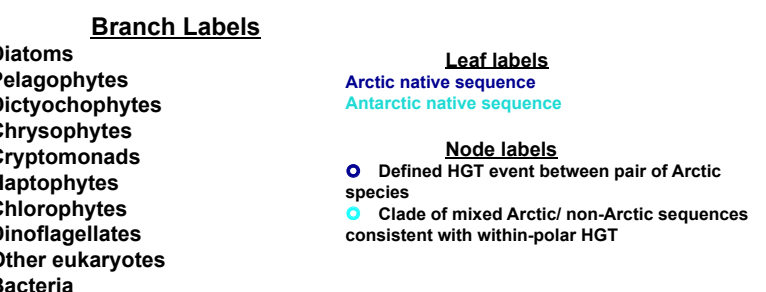 Branch Labels
Diatoms
Pelagophytes
Dictyochophytes
Chrysophytes
Cryptomonads
Haptophytes
Chlorophytes
Dinoflagellates
Other eukaryotes
Bacteria
Leaf labels
Arctic native sequence
Antarctic native sequence
Node labels
Defined HGT event between pair of Arctic
species
Clade of mixed Arctic/ non-Arctic sequences
consistent with within-polar HGT